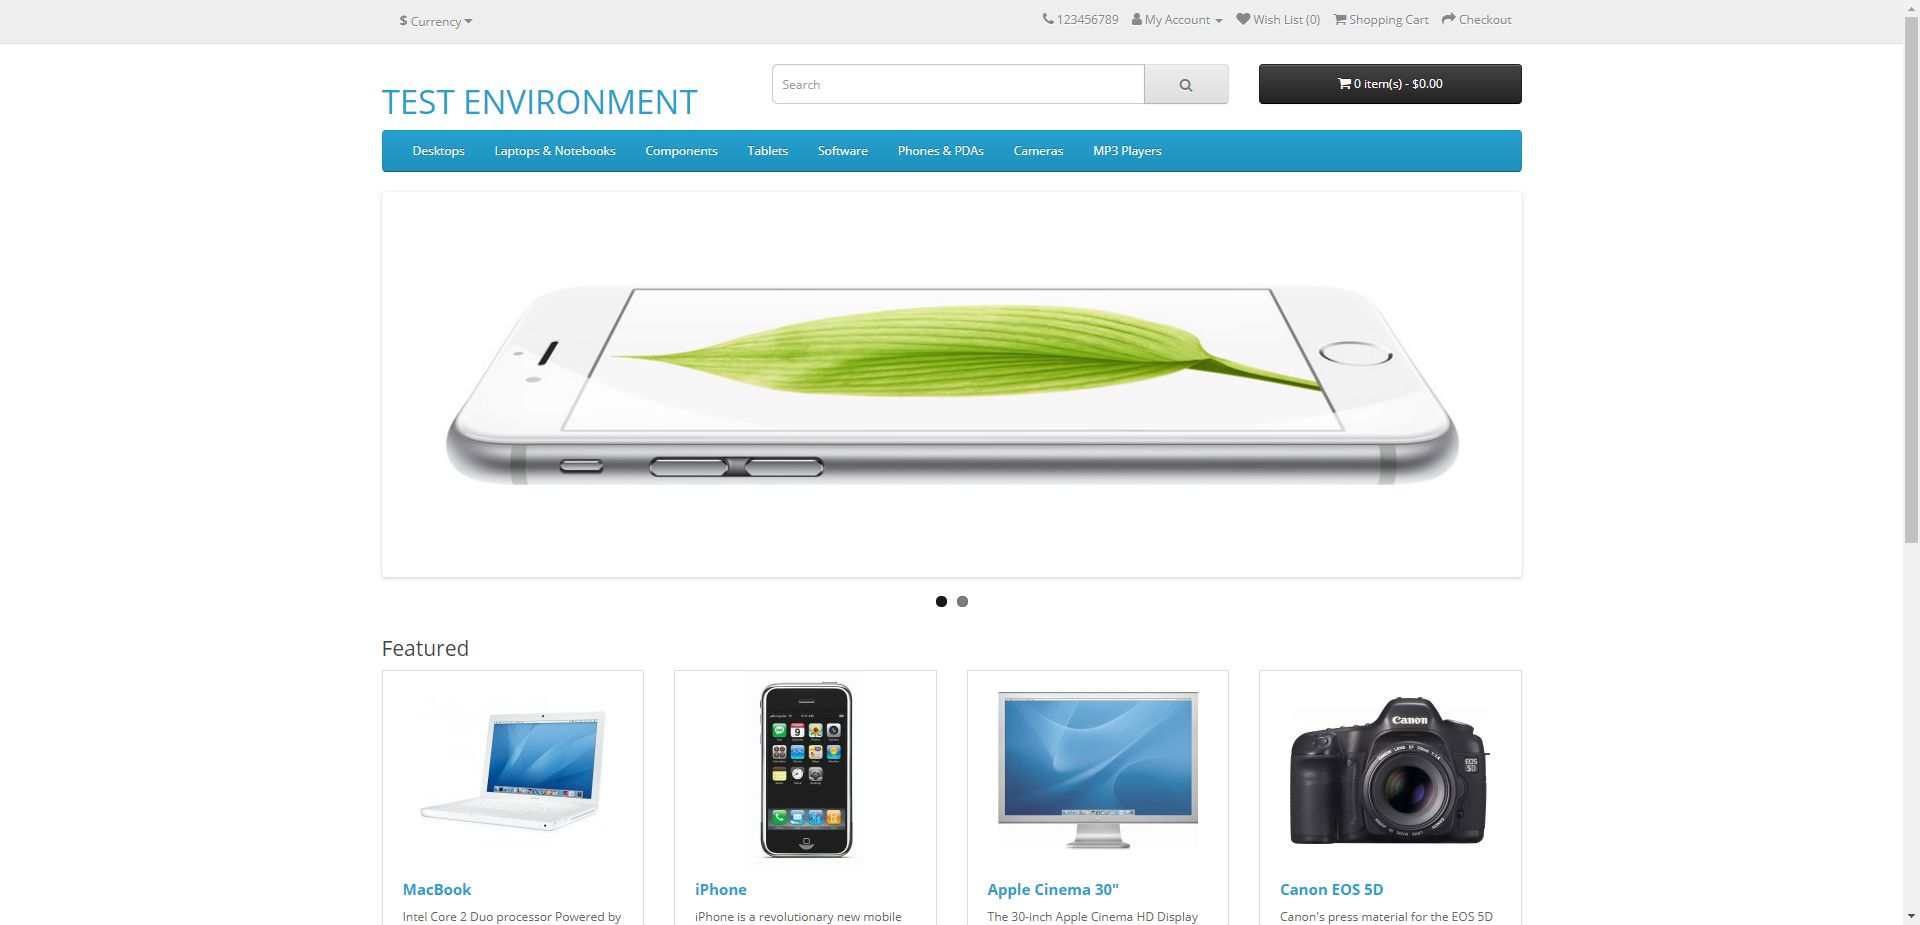 $ Currency
123456789 My Account Wish List (0) Shopping Cart Checkout
TEST ENVIRONMENT
Search
0 item(s) - $0.00
Desktops Laptops & Notebooks Components Tablets Software Phones & PDAs Cameras MP3 Players
Featured
Canon
EOS
5D
MacBook
Intel Core 2 Duo processor Powered by
iPhone
iPhone is a revolutionary new mobile
Apple Cinema 30"
The 30-inch Apple Cinema HD Display
Canon EOS 5D
Canon's press material for the EOS 5D